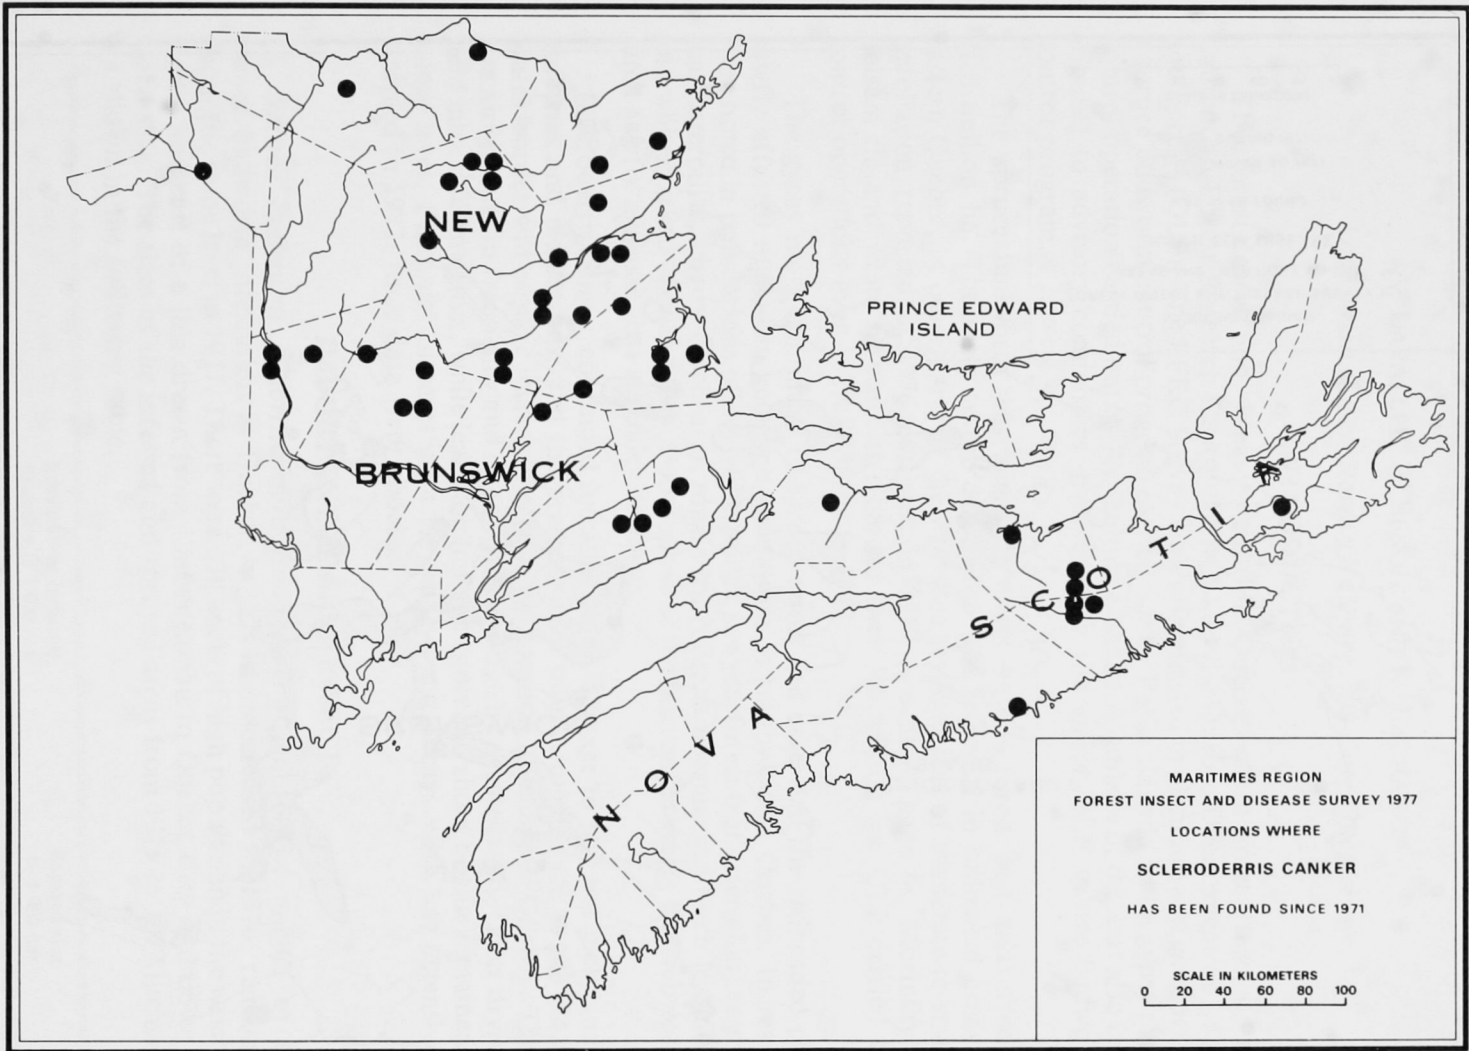 NEW
BRUNSWICK
PRINCE EDWARD
ISLAND
NOVA SCOTIA
MARITIMES REGION
FOREST INSECT AND DISEASE SURVEY 1977
LOCATIONS WHERE
SCLERODERRIS CANKER
HAS BEEN FOUND SINCE 1971
SCALE IN KILOMETERS
0 20 40 60 80 100